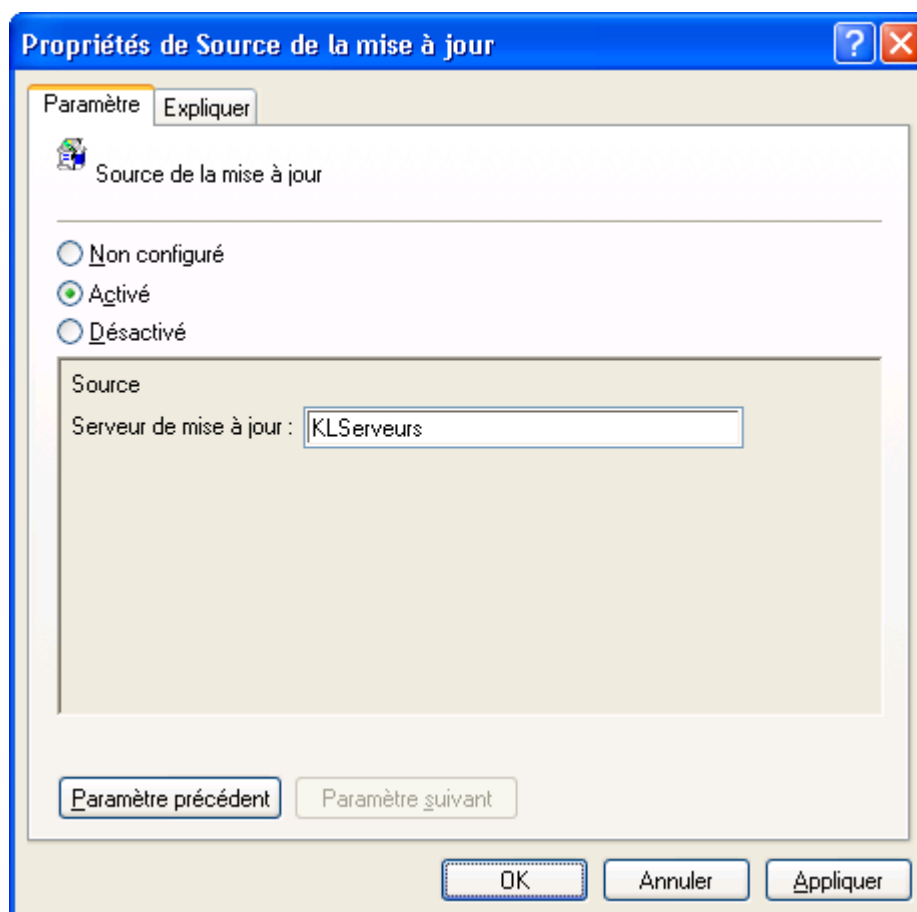 Propriétés de Source de la mise à jour
Paramètre Expliquer
Source de la mise à jour
Non configuré
Activé
Désactivé
Source
Serveur de mise à jour : KLServeurs
Paramètre précédent Paramètre suivant
OK Annuler Appliquer